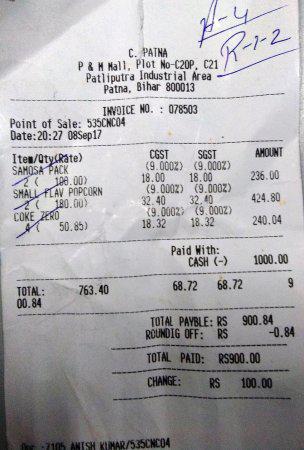 A-4
R-1-2
C. PATNA
P & M Mall, Plot No-C20P, C21
Patliputra Industrial Area
Patna, Bihar 800013
INVOICE NO. : 078503
Point of Sale: 535CNC04
Date:20:27 08Sep17
Item/Qty(Rate) CGST SGST AMOUNT
SAMOSA PACK (9.000%) (9.000%)
2 ( 100.00) 18.00 18.00 236.00
SMALL FLAV POPCORN (9.000%) (9.000%)
2 ( 180.00) 32.40 32.40 424.80
COKE ZERO (9.000%) (9.000%)
4 ( 50.85) 18.32 18.32 240.04
Paid With:
CASH (-) 1000.00
TOTAL: 763.40 68.72 68.72 9
00.84
TOTAL PAYBLE: RS 900.84
ROUNDIG OFF: RS -0.84
TOTAL PAID: RS900.00
CHANGE: RS 100.00
Opr :7105 ANISH KUMAR/535CNC04